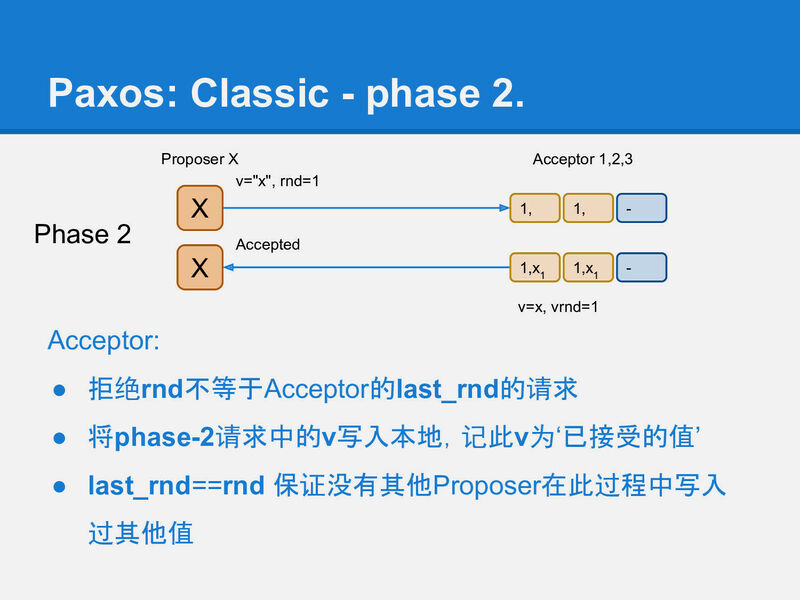 Paxos: Classic - phase 2.
Proposer X
Acceptor 1,2,3
v="x", rnd=1
X
1,
1,
-
Phase 2
Accepted
X
1,x1
1,x1
-
v=x, vrnd=1
Acceptor:
● 拒绝rnd不等于Acceptor的last_rnd的请求
● 将phase-2请求中的v写入本地, 记此v为‘已接受的值’
● last_rnd==rnd 保证没有其他Proposer在此过程中写入
过其他值